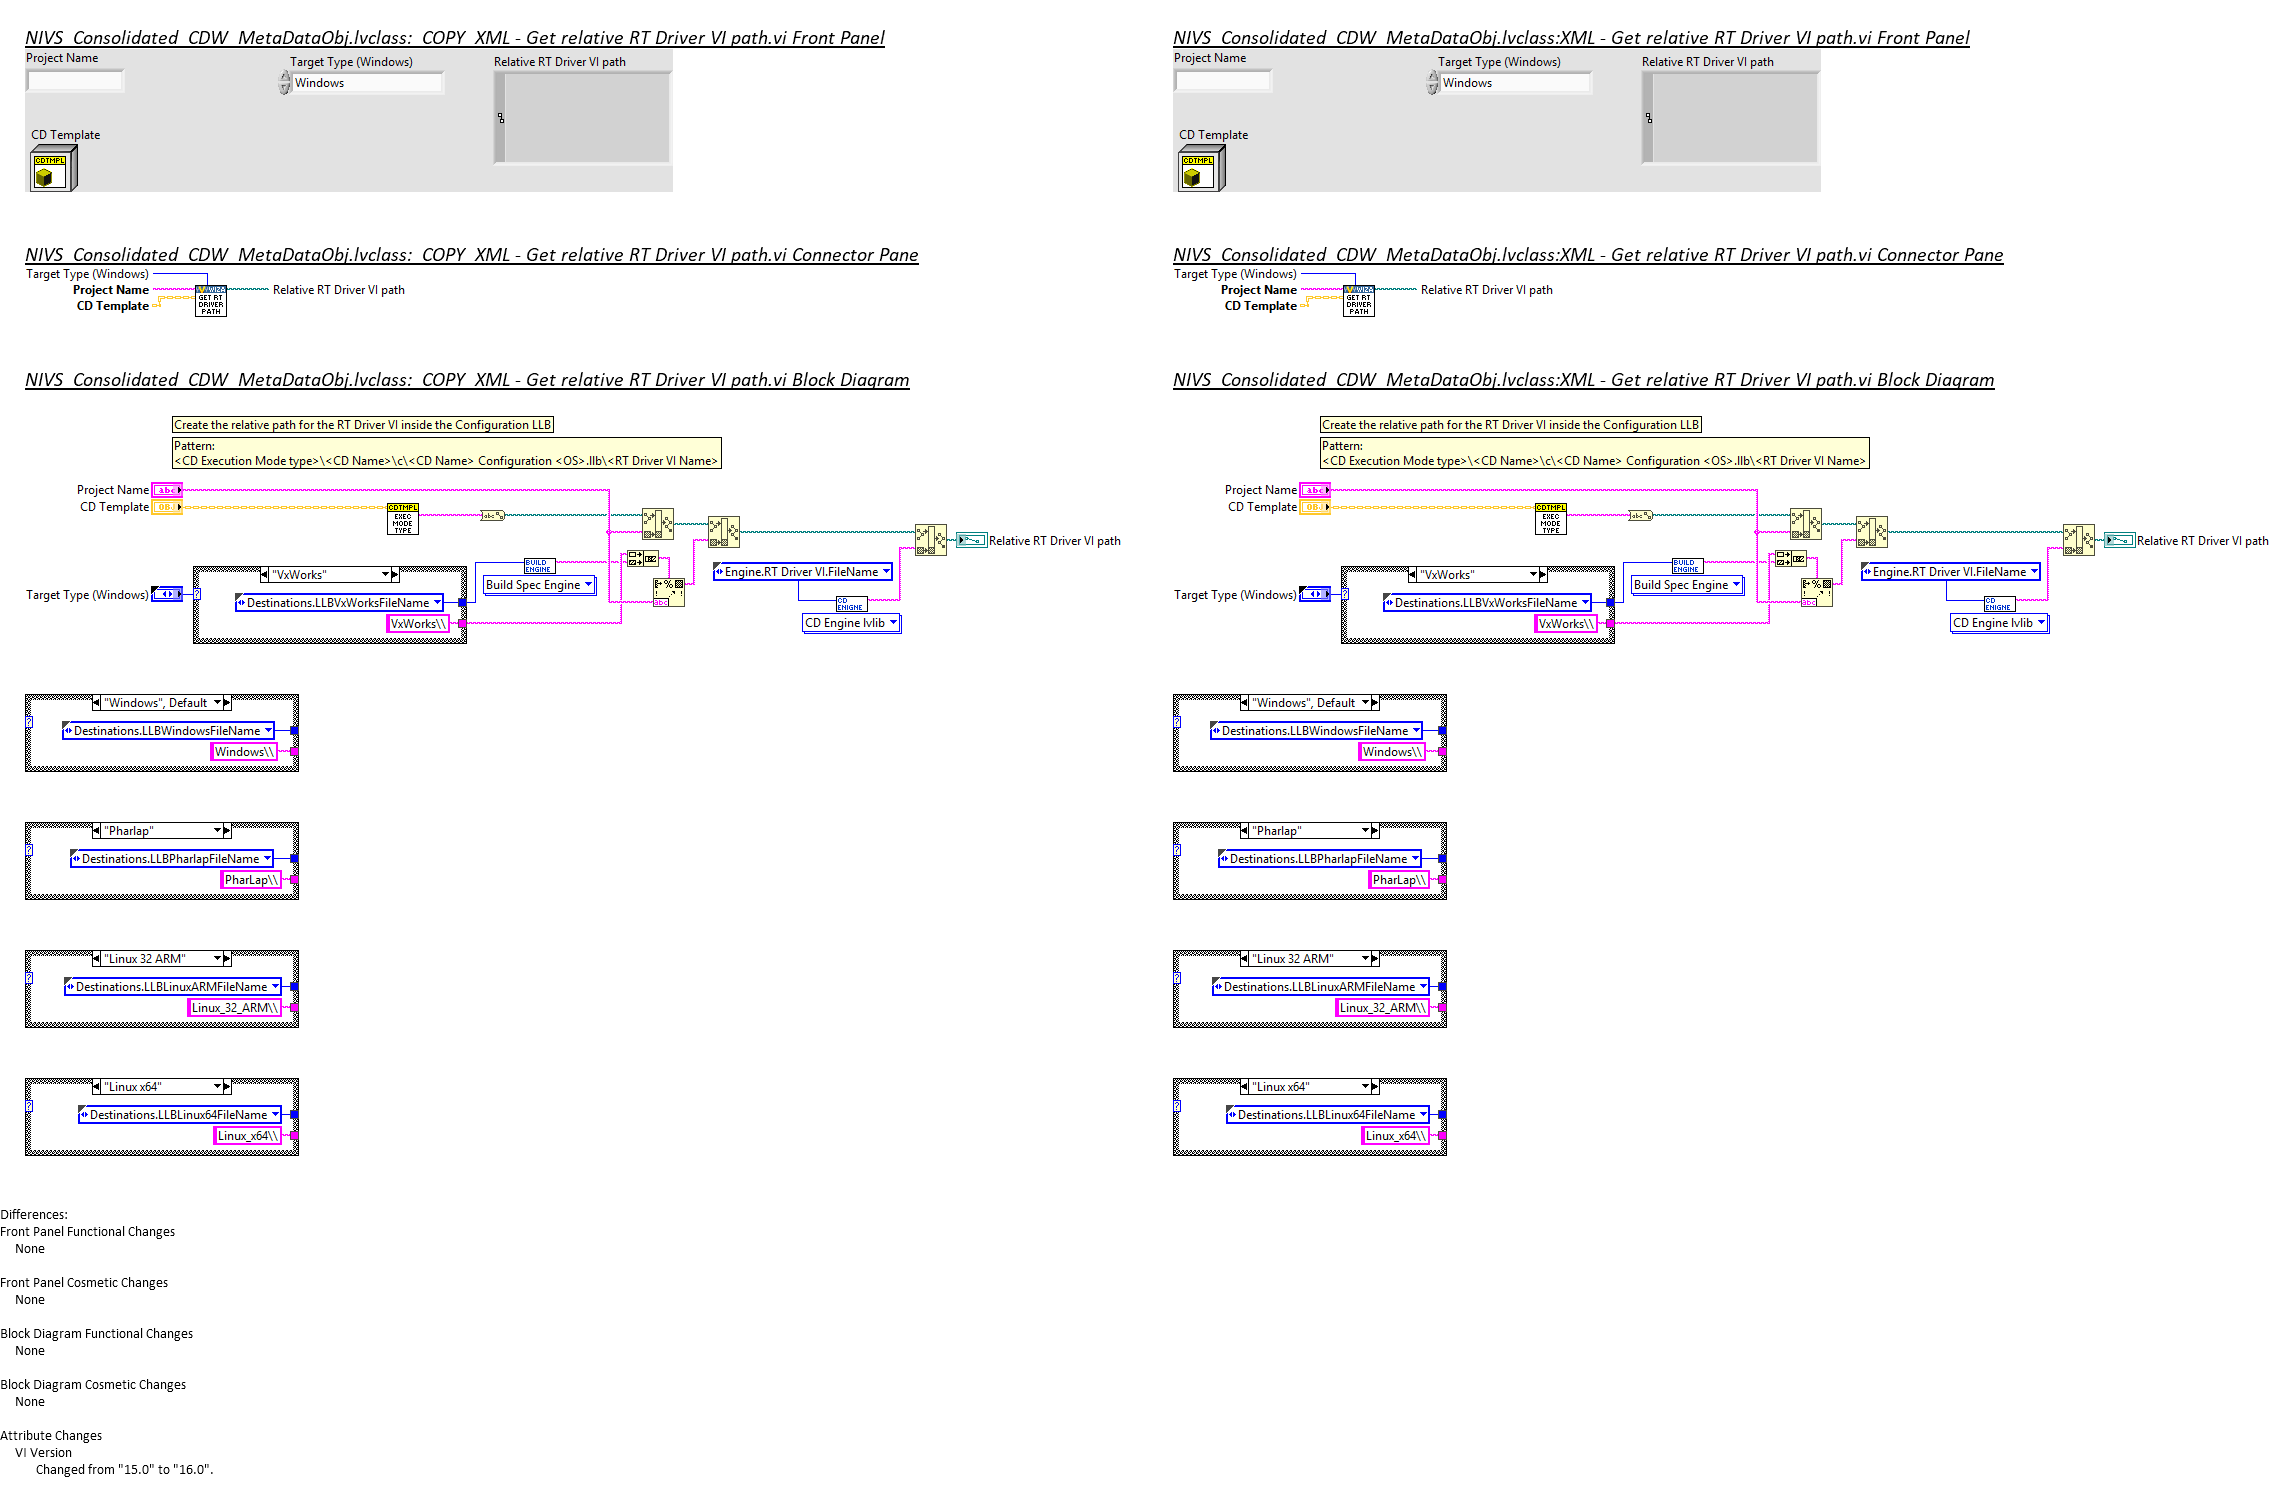 NIVS_Consolidated_CDW_MetaDataObj.lvclass:_COPY_XML - Get relative RT Driver VI path.vi Front Panel
Project Name
Target Type (Windows)
Relative RT Driver VI path
Windows
CD Template
CDTMPL
NIVS_Consolidated_CDW_MetaDataObj.lvclass:_COPY_XML - Get relative RT Driver VI path.vi Connector Pane
Target Type (Windows)
Project Name
CD Template
WIZA
GET RT
DRIVER
PATH
Relative RT Driver VI path
NIVS_Consolidated_CDW_MetaDataObj.lvclass:_COPY_XML - Get relative RT Driver VI path.vi Block Diagram
Create the relative path for the RT Driver VI inside the Configuration LLB
Pattern:
<CD Execution Mode type>\<CD Name>\c\<CD Name> Configuration <OS>.llb\<RT Driver VI Name>
Project Name
abc
CD Template
OBJ
CDTMPL
EXEC
MODE
TYPE
abc
Relative RT Driver VI path
BUILD
ENGINE
Build Spec Engine
Engine.RT Driver VI.FileName
"VxWorks"
Target Type (Windows)
Destinations.LLBVxWorksFileName
VxWorks\\
abc
CD
ENIGNE
CD Engine lvlib
"Windows", Default
Destinations.LLBWindowsFileName
Windows\\
"Pharlap"
Destinations.LLBPharlapFileName
PharLap\\
"Linux 32 ARM"
Destinations.LLBLinuxARMFileName
Linux_32_ARM\\
"Linux x64"
Destinations.LLBLinux64FileName
Linux_x64\\
NIVS_Consolidated_CDW_MetaDataObj.lvclass:XML - Get relative RT Driver VI path.vi Front Panel
Project Name
Target Type (Windows)
Relative RT Driver VI path
Windows
CD Template
CDTMPL
NIVS_Consolidated_CDW_MetaDataObj.lvclass:XML - Get relative RT Driver VI path.vi Connector Pane
Target Type (Windows)
Project Name
CD Template
WIZA
GET RT
DRIVER
PATH
Relative RT Driver VI path
NIVS_Consolidated_CDW_MetaDataObj.lvclass:XML - Get relative RT Driver VI path.vi Block Diagram
Create the relative path for the RT Driver VI inside the Configuration LLB
Pattern:
<CD Execution Mode type>\<CD Name>\c\<CD Name> Configuration <OS>.llb\<RT Driver VI Name>
Project Name
abc
CD Template
OBJ
CDTMPL
EXEC
MODE
TYPE
abc
Relative RT Driver VI path
BUILD
ENGINE
Build Spec Engine
Engine.RT Driver VI.FileName
"VxWorks"
Target Type (Windows)
Destinations.LLBVxWorksFileName
VxWorks\\
abc
CD
ENIGNE
CD Engine lvlib
"Windows", Default
Destinations.LLBWindowsFileName
Windows\\
"Pharlap"
Destinations.LLBPharlapFileName
PharLap\\
"Linux 32 ARM"
Destinations.LLBLinuxARMFileName
Linux_32_ARM\\
"Linux x64"
Destinations.LLBLinux64FileName
Linux_x64\\
Differences:
Front Panel Functional Changes
None
Front Panel Cosmetic Changes
None
Block Diagram Functional Changes
None
Block Diagram Cosmetic Changes
None
Attribute Changes
VI Version
Changed from "15.0" to "16.0".